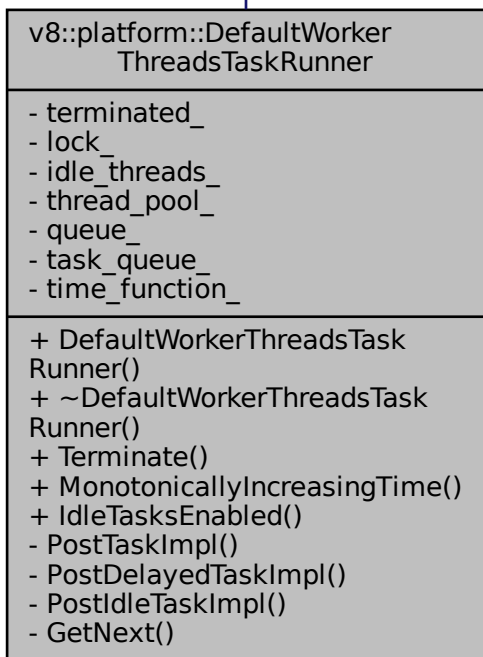 v8::platform::DefaultWorker
ThreadsTaskRunner
- terminated_
- lock_
- idle_threads_
- thread_pool_
- queue_
- task_queue_
- time_function_
+ DefaultWorkerThreadsTask
Runner()
+ ~DefaultWorkerThreadsTask
Runner()
+ Terminate()
+ MonotonicallyIncreasingTime()
+ IdleTasksEnabled()
- PostTaskImpl()
- PostDelayedTaskImpl()
- PostIdleTaskImpl()
- GetNext()